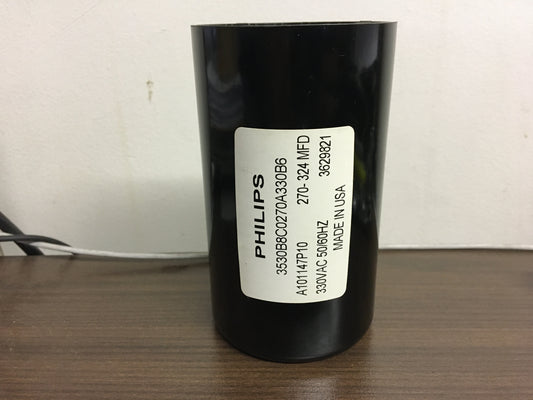 PHILIPS
3530B8C0270A330B6
A101147P10 270- 324 MFD
330VAC 50/60HZ 3629821
MADE IN USA